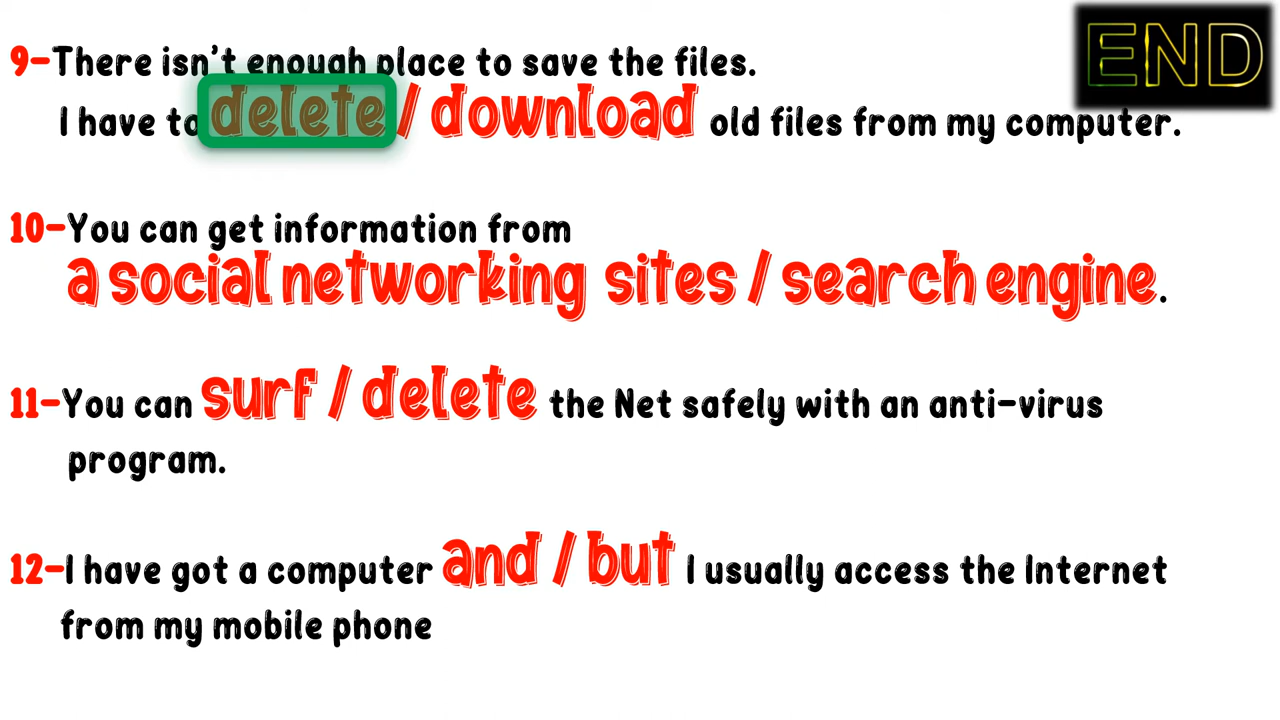 END
9-There isn't enough place to save the files.
I have to delete / download old files from my computer.
10-You can get information from
a social networking sites / search engine.
11-You can surf / delete the Net safely with an anti-virus
program.
12-I have got a computer and / but I usually access the Internet
from my mobile phone